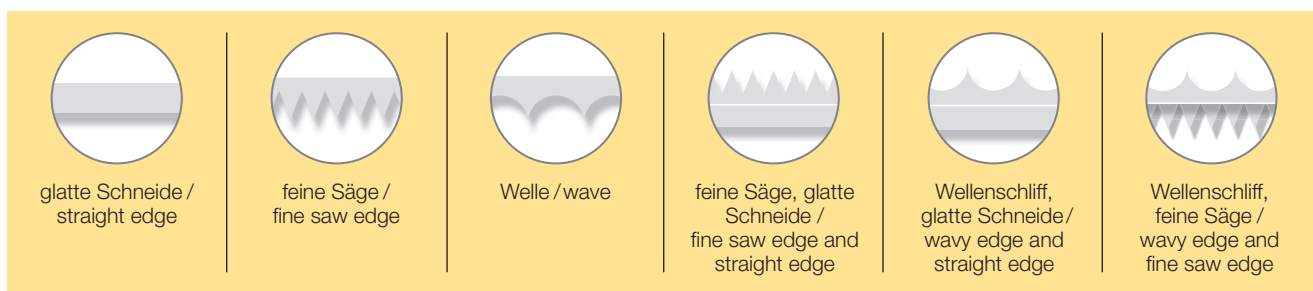 glatte Schneide /
straight edge
feine Säge /
fine saw edge
Welle / wave
feine Säge, glatte
Schneide /
fine saw edge and
straight edge
Wellenschliff,
glatte Schneide /
wavy edge and
straight edge
Wellenschliff,
feine Säge /
wavy edge and
fine saw edge